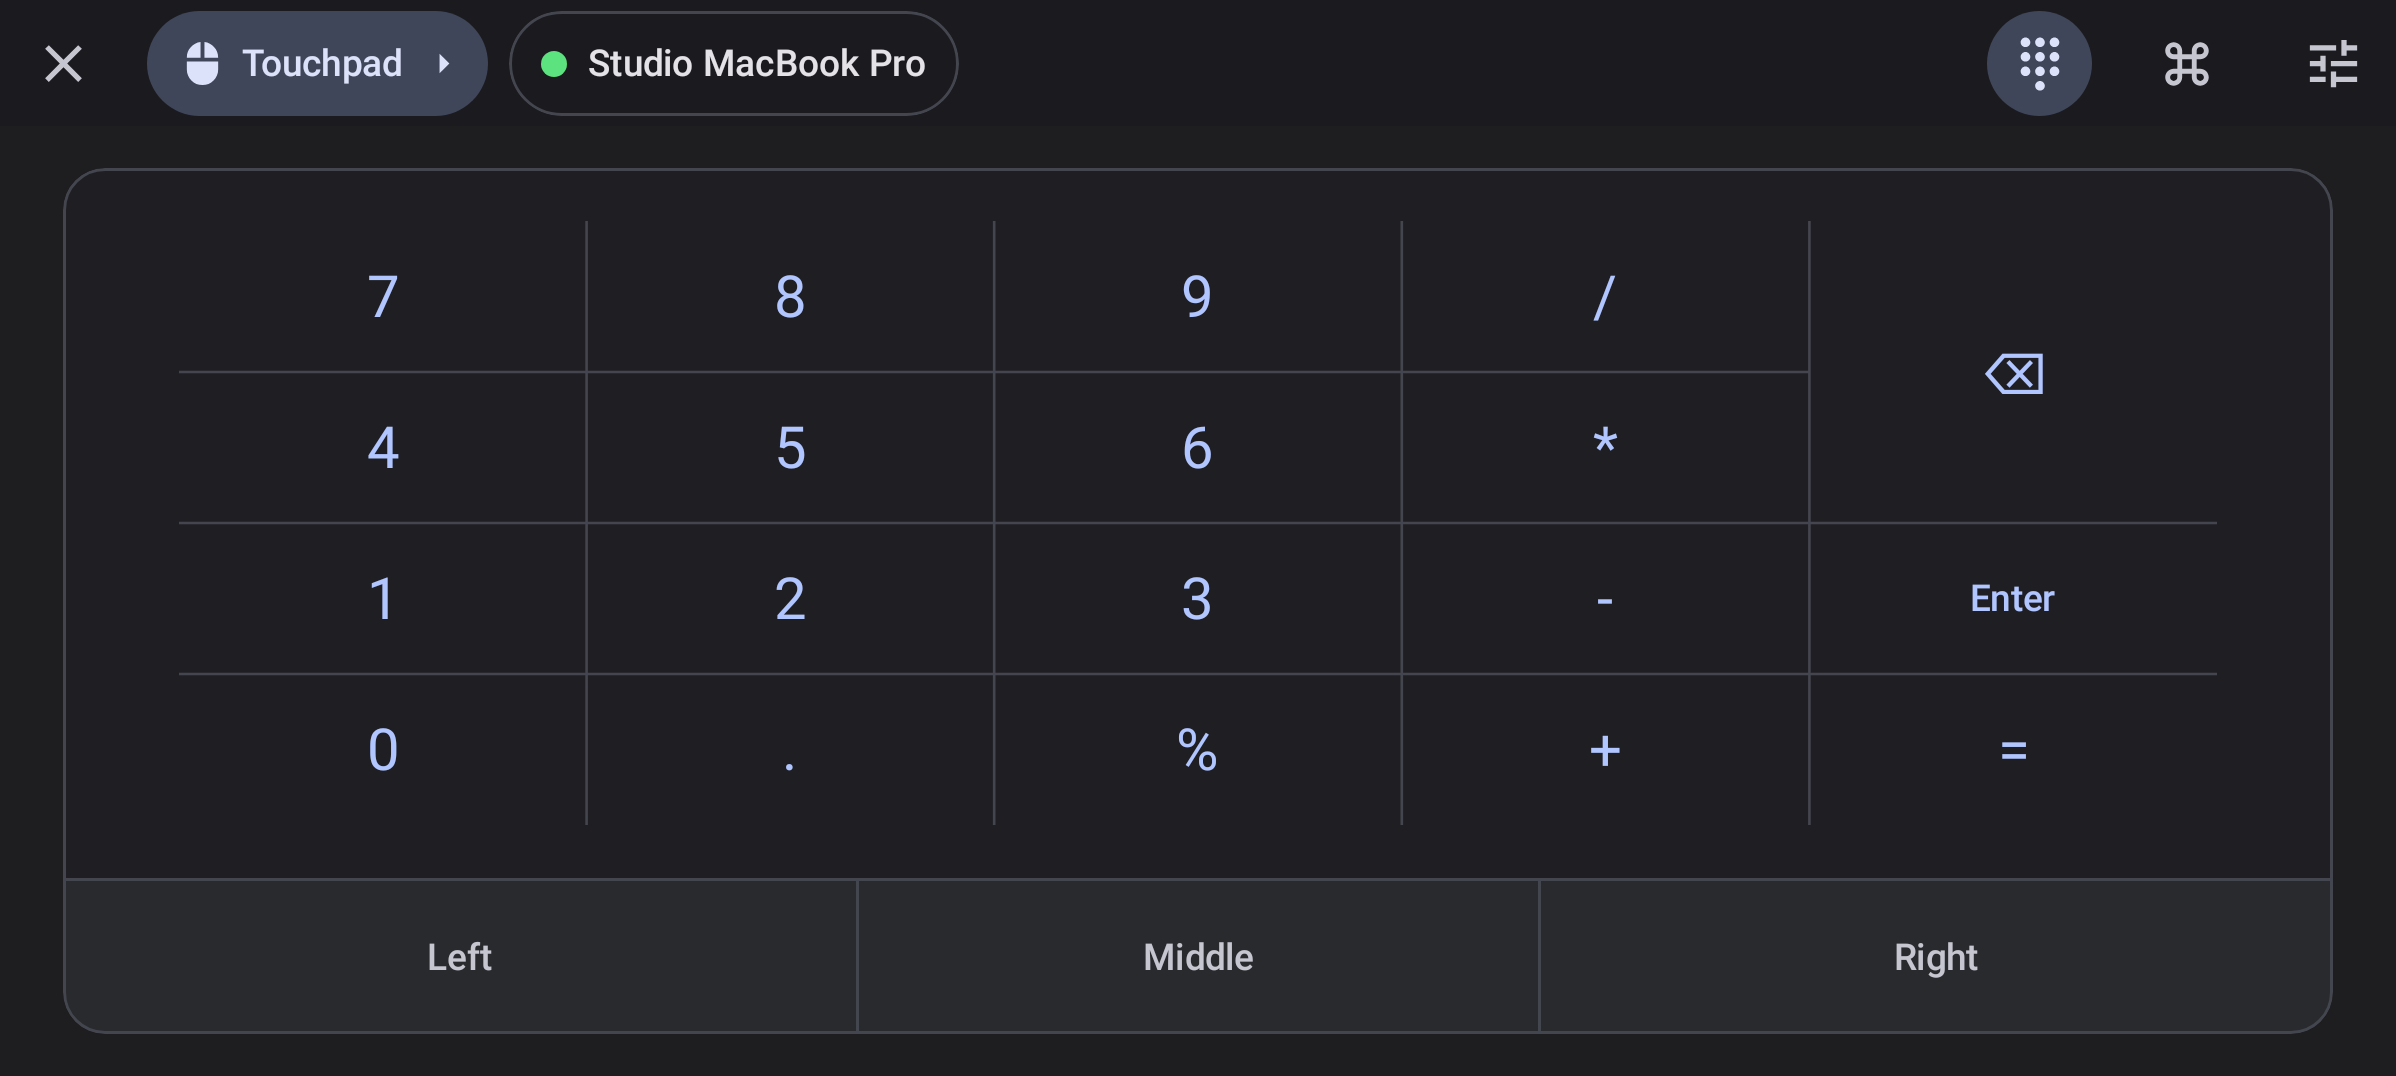 Touchpad
Studio MacBook Pro
7 8 9 /
4 5 6 *
1 2 3 - Enter
0 . % + =
Left Middle Right